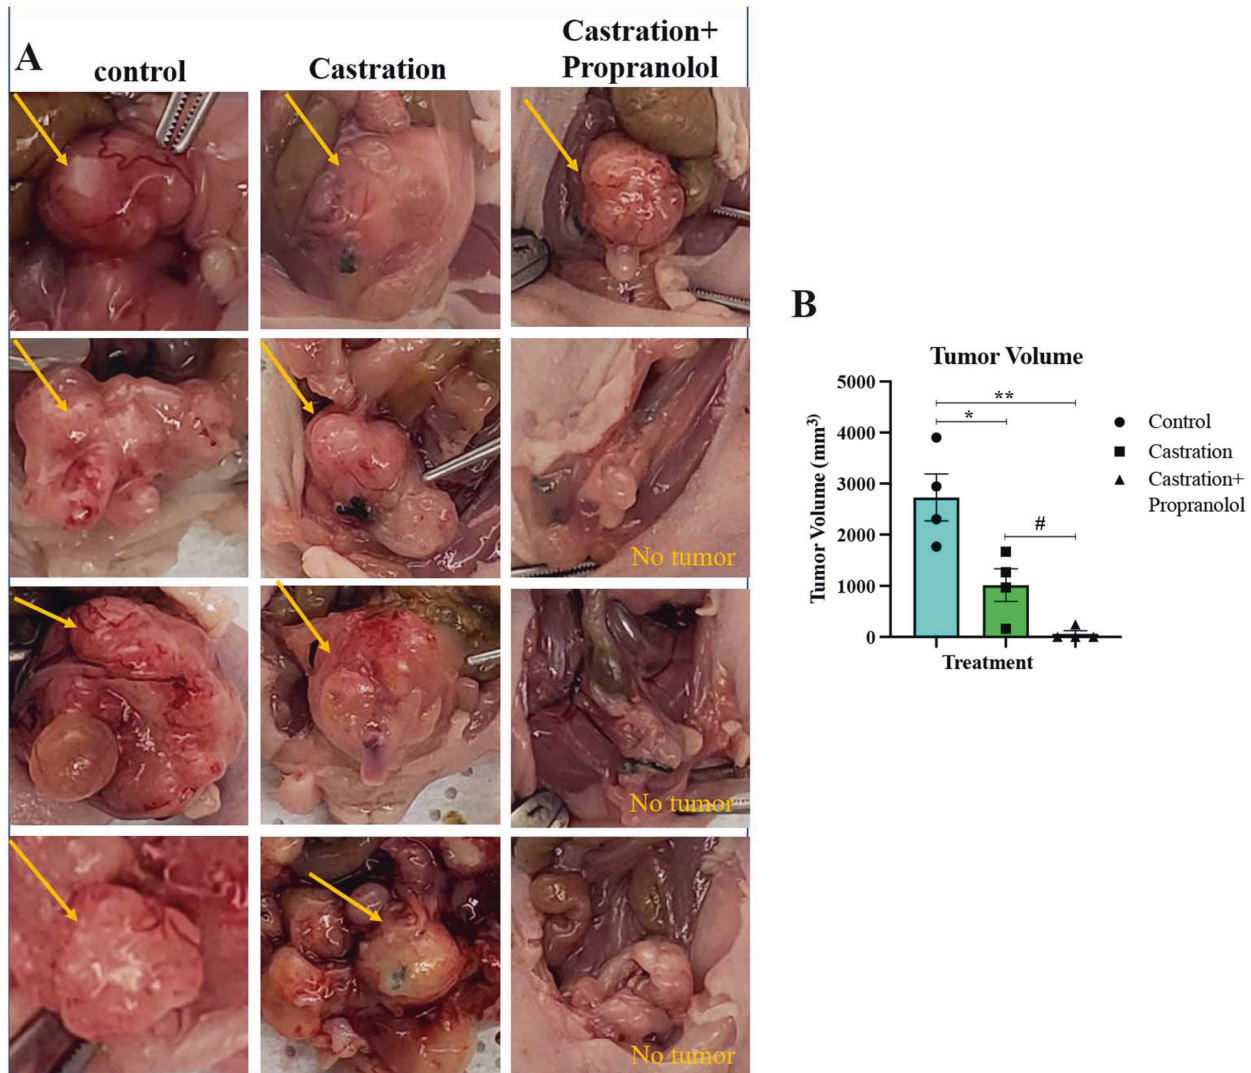 A
control
Castration
Castration+
Propranolol
No tumor
No tumor
No tumor
B
Tumor Volume
Tumor Volume (mm³)
5000
4000
3000
2000
1000
0
**
*
#
Treatment
Control
Castration
Castration+
Propranolol